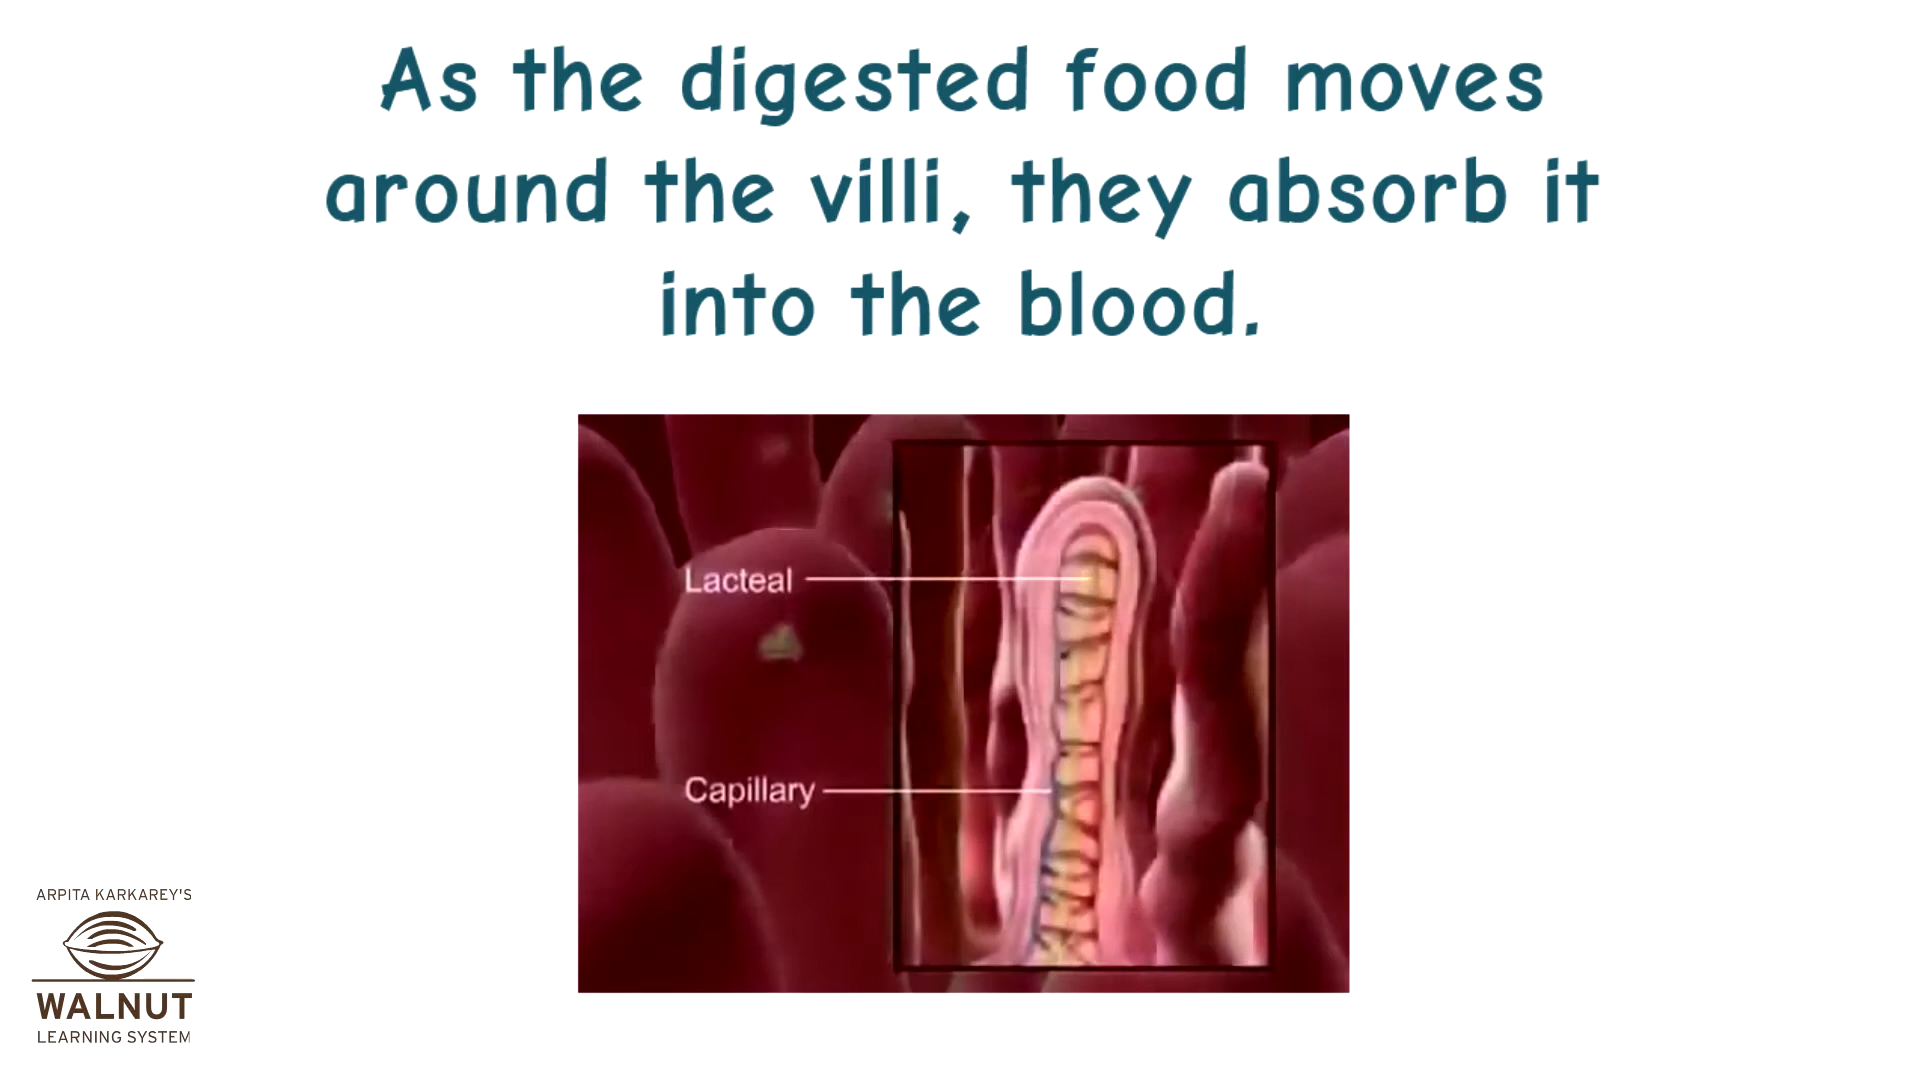 As the digested food moves
around the villi, they absorb it
into the blood.
Lacteal
Capillary
ARPITA KARKAREY'S
WALNUT
LEARNING SYSTEM